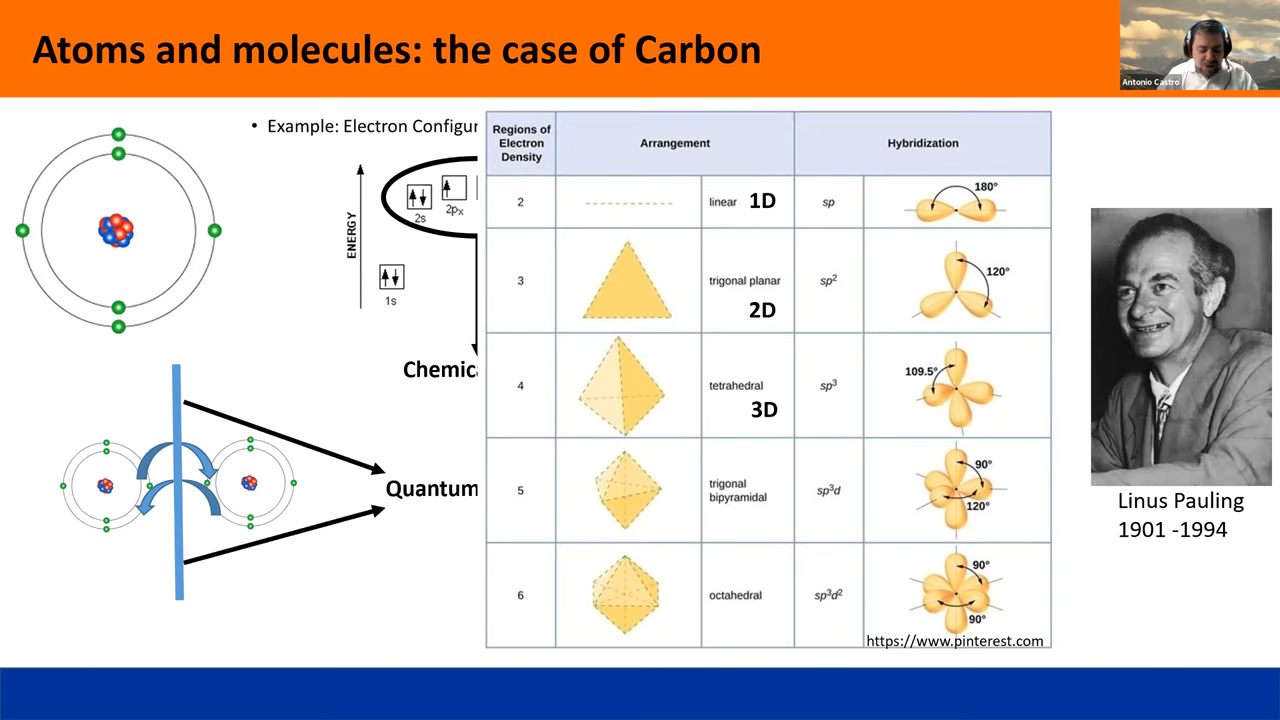 Atoms and molecules: the case of Carbon
Antonio Castro
• Example: Electron Configur
ENERGY
2s
2px
1s
Chemica
Quantum
Regions of Electron Density
Arrangement
Hybridization
2
linear
1D
sp
180°
3
trigonal planar
2D
sp²
120°
4
tetrahedral
3D
sp³
109.5°
5
trigonal bipyramidal
sp³d
90°
120°
6
octahedral
sp³d²
90°
90°
https://www.pinterest.com
Linus Pauling
1901 -1994